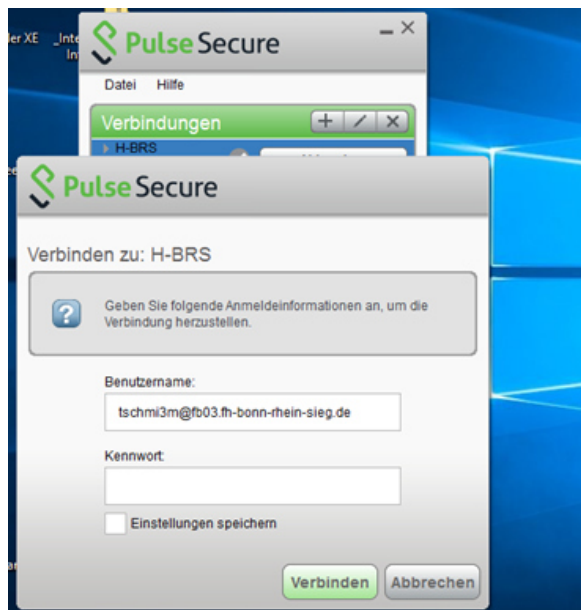 ler XE
_Inte
In
Pulse Secure
Datei Hilfe
Verbindungen
H-BRS
Pulse Secure
Verbinden zu: H-BRS
Geben Sie folgende Anmeldeinformationen an, um die
Verbindung herzustellen.
Benutzername:
tschmi3m@fb03.fh-bonn-rhein-sieg.de
Kennwort:
Einstellungen speichern
Verbinden Abbrechen